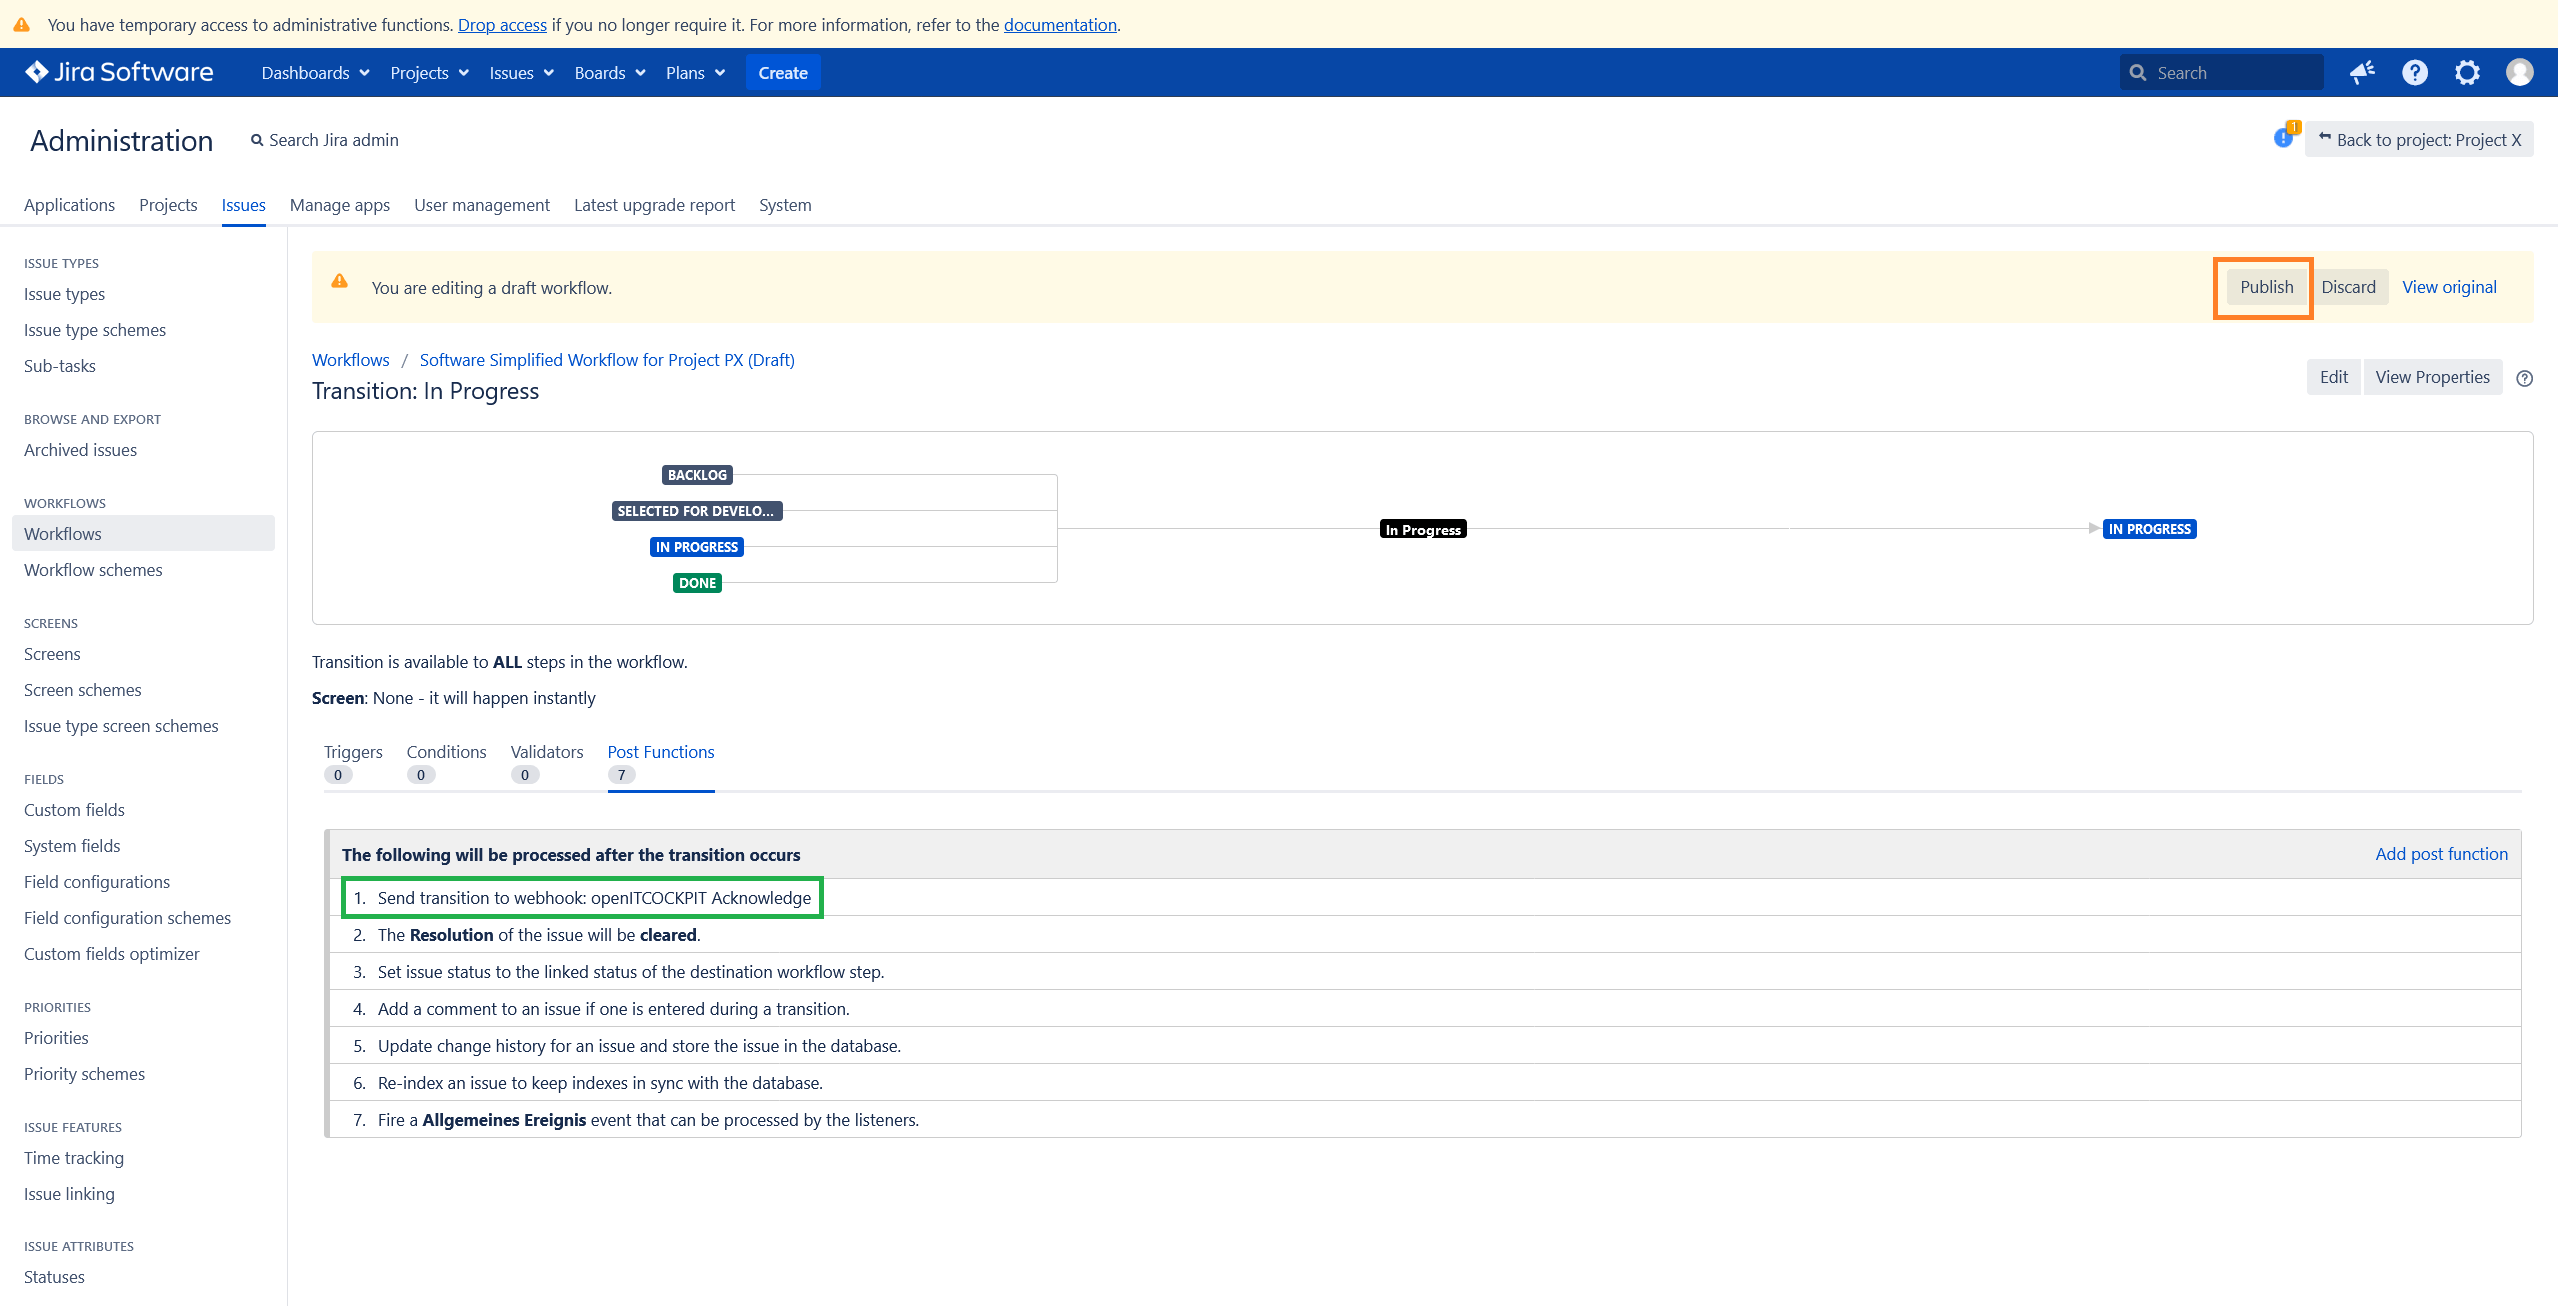 You have temporary access to administrative functions. Drop access if you no longer require it. For more information, refer to the documentation.
Jira Software
Dashboards
Projects
Issues
Boards
Plans
Create
Search
Administration
Search Jira admin
1
Back to project: Project X
Applications
Projects
Issues
Manage apps
User management
Latest upgrade report
System
ISSUE TYPES
Issue types
Issue type schemes
Sub-tasks
BROWSE AND EXPORT
Archived issues
WORKFLOWS
Workflows
Workflow schemes
SCREENS
Screens
Screen schemes
Issue type screen schemes
FIELDS
Custom fields
System fields
Field configurations
Field configuration schemes
Custom fields optimizer
PRIORITIES
Priorities
Priority schemes
ISSUE FEATURES
Time tracking
Issue linking
ISSUE ATTRIBUTES
Statuses
You are editing a draft workflow.
Publish
Discard
View original
Workflows / Software Simplified Workflow for Project PX (Draft)
Transition: In Progress
Edit
View Properties
BACKLOG
SELECTED FOR DEVELO...
IN PROGRESS
DONE
In Progress
IN PROGRESS
Transition is available to ALL steps in the workflow.
Screen: None - it will happen instantly
Triggers
0
Conditions
0
Validators
0
Post Functions
7
The following will be processed after the transition occurs
Add post function
1. Send transition to webhook: openITCOCKPIT Acknowledge
2. The Resolution of the issue will be cleared.
3. Set issue status to the linked status of the destination workflow step.
4. Add a comment to an issue if one is entered during a transition.
5. Update change history for an issue and store the issue in the database.
6. Re-index an issue to keep indexes in sync with the database.
7. Fire a Allgemeines Ereignis event that can be processed by the listeners.